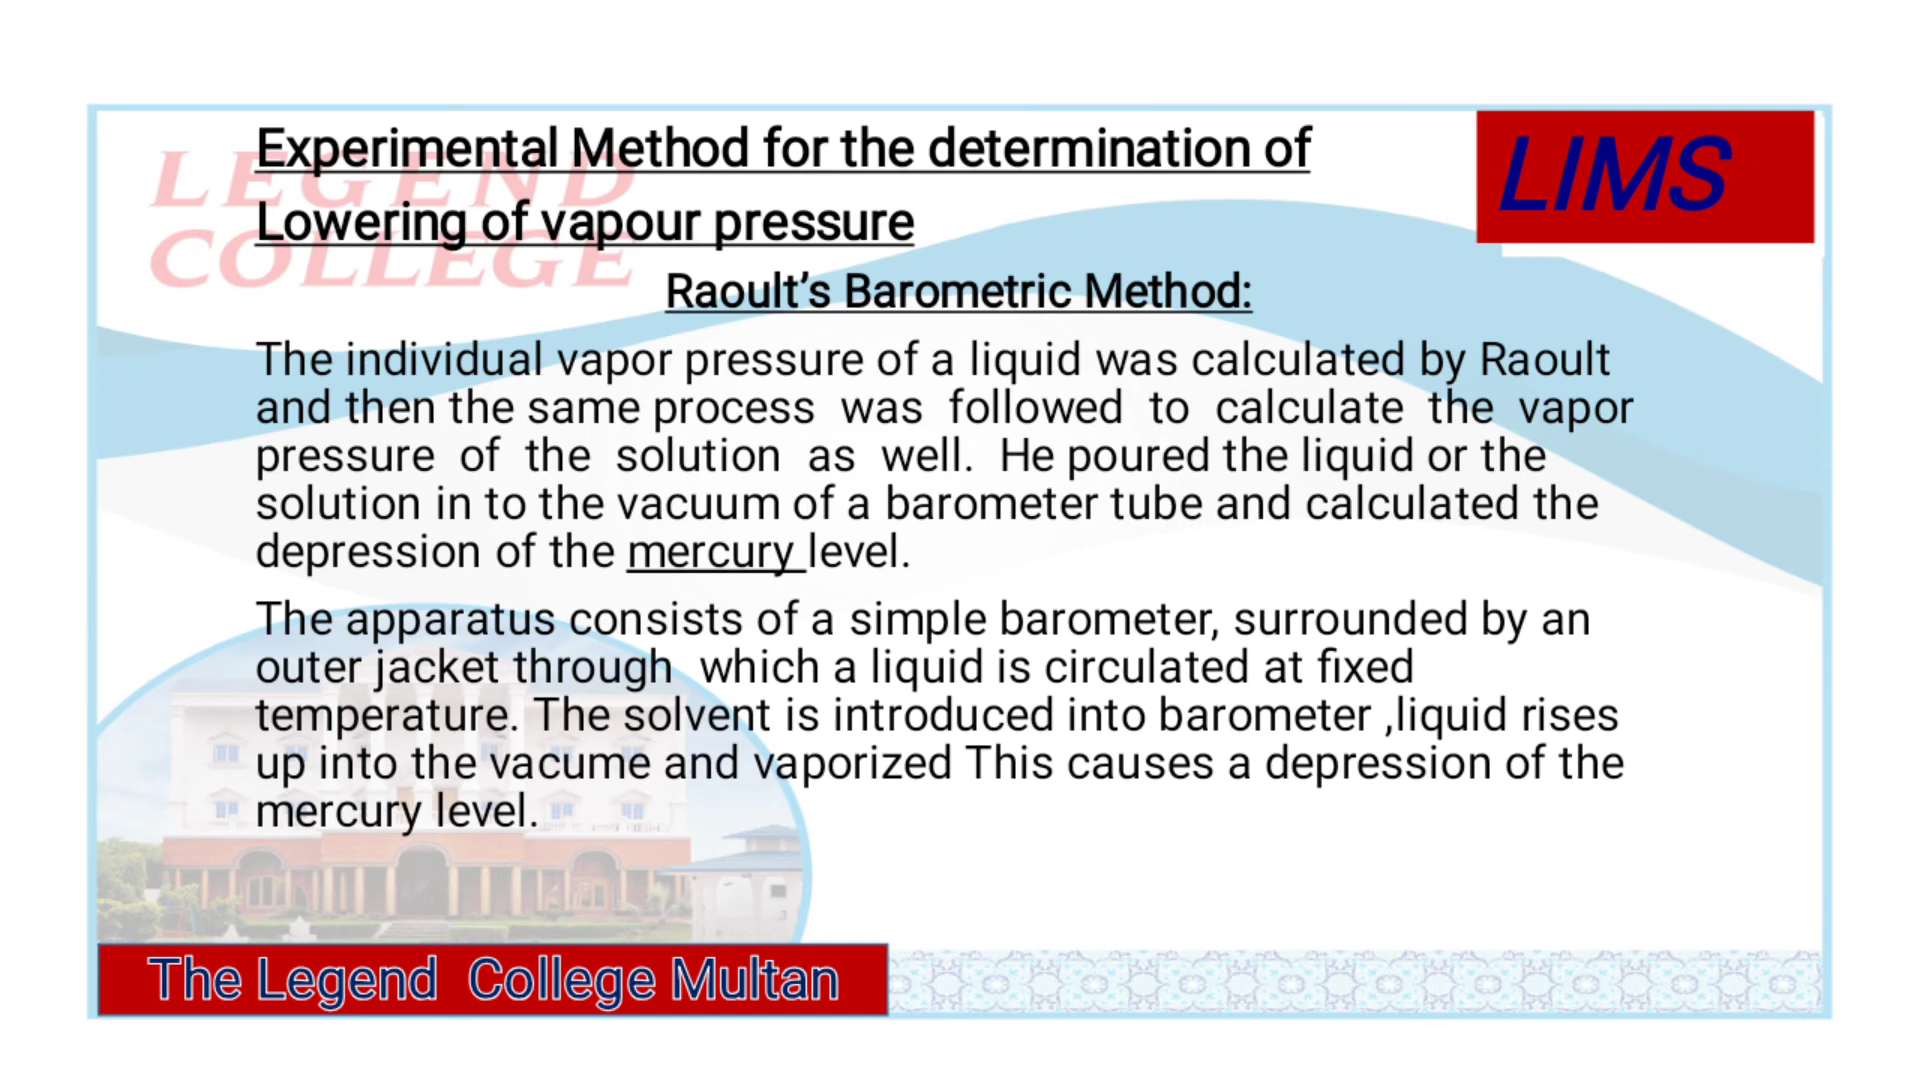 LEGEND
COLLEGE
Experimental Method for the determination of
Lowering of vapour pressure
LIMS
Raoult’s Barometric Method:
The individual vapor pressure of a liquid was calculated by Raoult
and then the same process was followed to calculate the vapor
pressure of the solution as well. He poured the liquid or the
solution in to the vacuum of a barometer tube and calculated the
depression of the mercury level.
The apparatus consists of a simple barometer, surrounded by an
outer jacket through which a liquid is circulated at fixed
temperature. The solvent is introduced into barometer ,liquid rises
up into the vacume and vaporized This causes a depression of the
mercury level.
The Legend College Multan